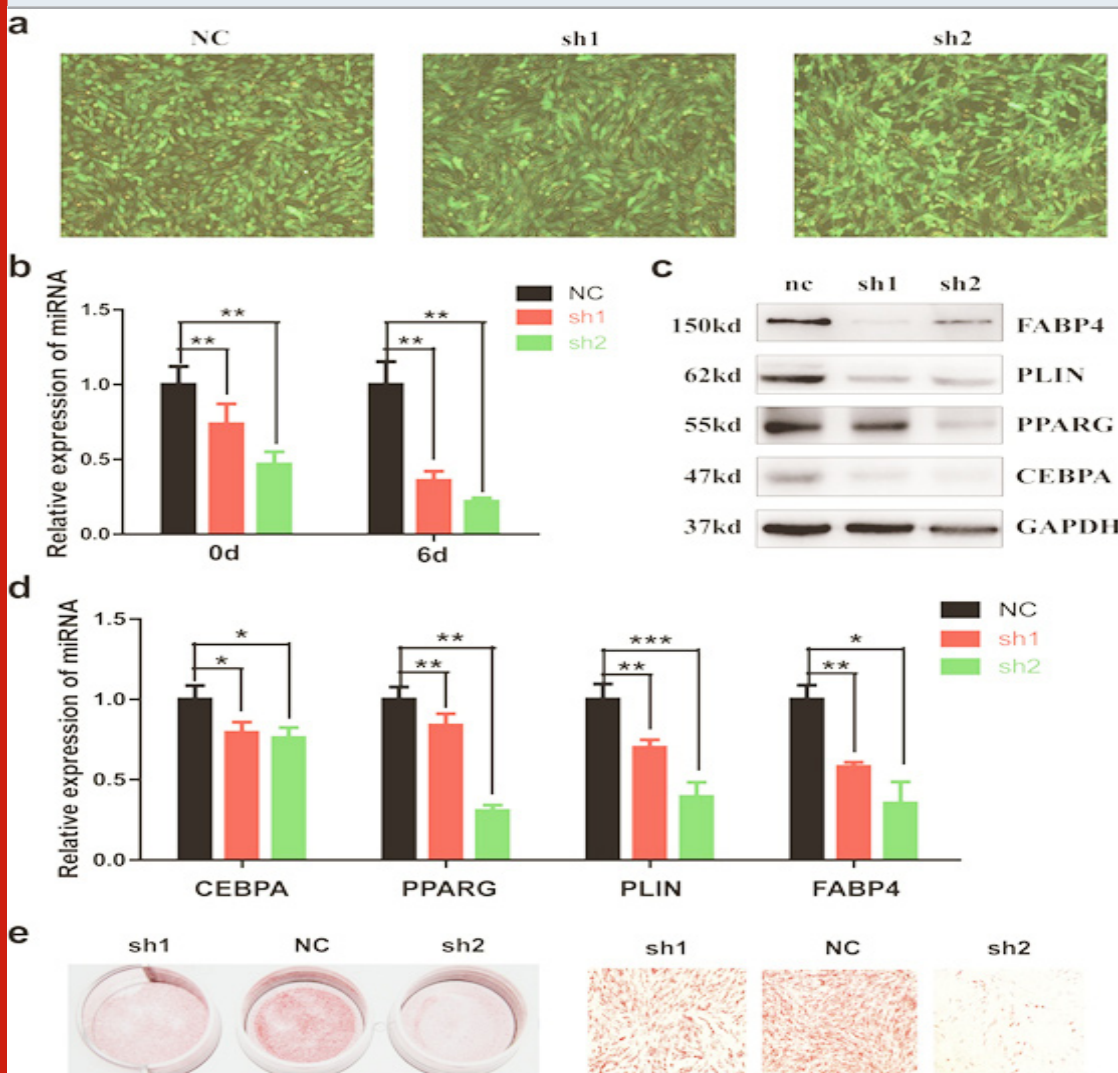 a
NC sh1 sh2
b
Relative expression of miRNA
1.5
1.0
0.5
0.0
** ** ** **
0d 6d
NC
sh1
sh2
c
nc sh1 sh2
150kd FABP4
62kd PLIN
55kd PPARG
47kd CEBPA
37kd GAPDH
d
Relative expression of miRNA
1.5
1.0
0.5
0.0
* ** *** *
* ** ** **
CEBPA PPARG PLIN FABP4
NC
sh1
sh2
e
sh1 NC sh2 sh1 NC sh2